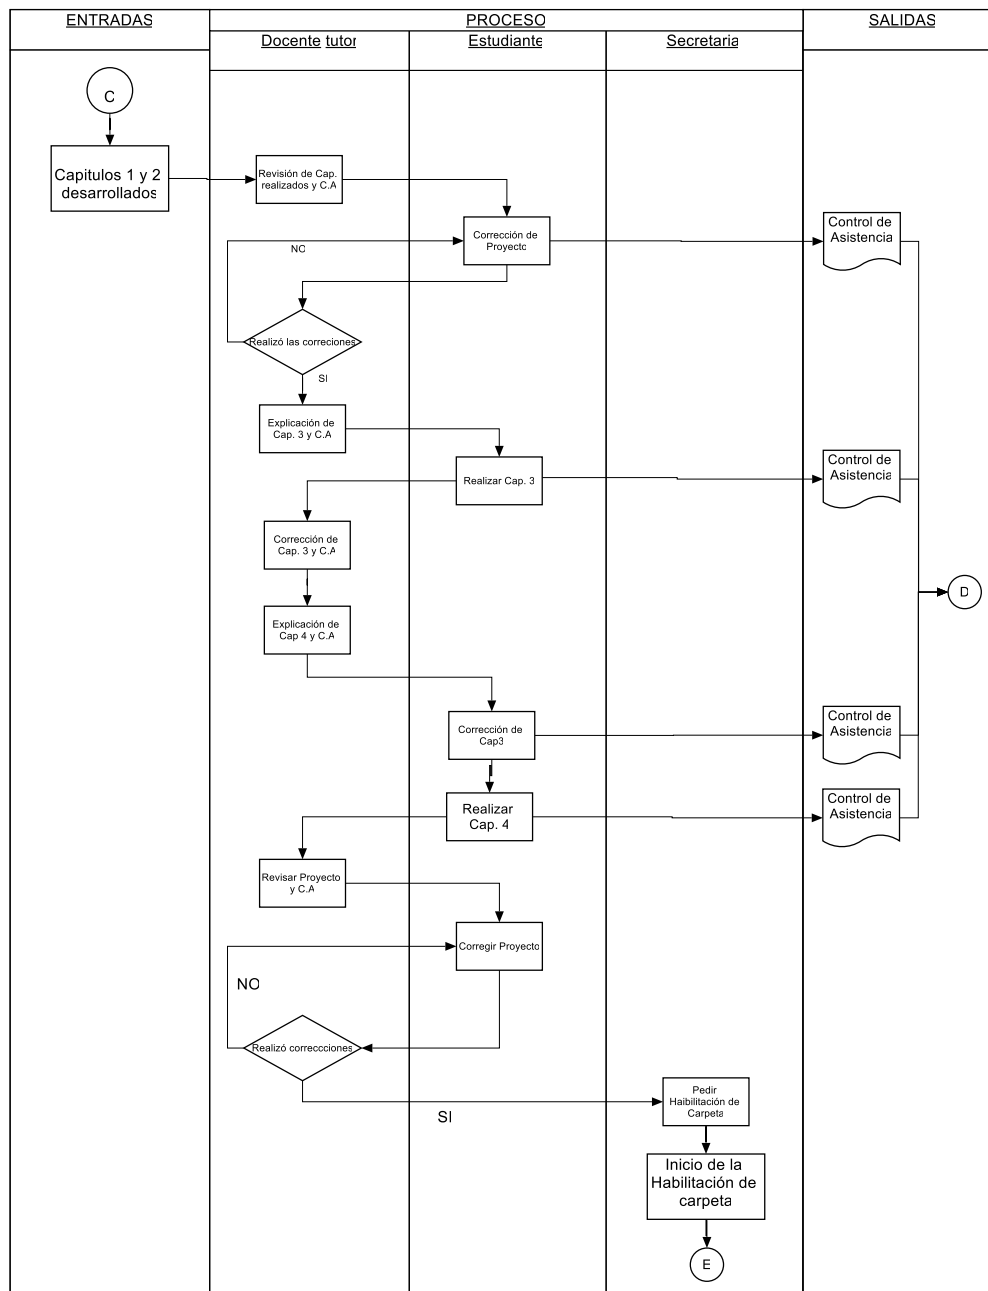 ENTRADAS
PROCESO
SALIDAS
Docente tutor
Estudiante
Secretaria
C
Capitulos 1 y 2
desarrollados
Revisión de Cap.
realizados y C.A
Corrección de
Proyecto
Control de
Asistencia
NO
Realizó las correciones
SI
Explicación de
Cap. 3 y C.A
Realizar Cap. 3
Control de
Asistencia
Corrección de
Cap. 3 y C.A
Explicación de
Cap 4 y C.A
D
Corrección de
Cap3
Control de
Asistencia
Realizar
Cap. 4
Control de
Asistencia
Revisar Proyecto
y C.A
Corregir Proyecto
NO
Realizó correccciones
SI
Pedir
Haibilitación de
Carpeta
Inicio de la
Habilitación de
carpeta
E